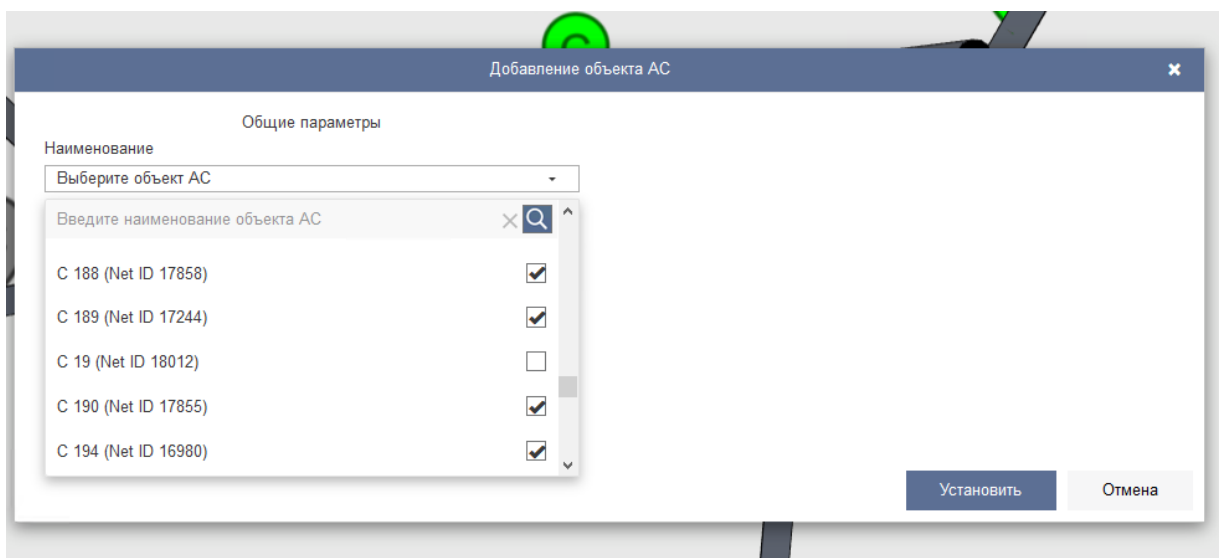 С
Добавление объекта АС
Общие параметры
Наименование
Выберите объект АС
Введите наименование объекта АС
С 188 (Net ID 17858)
С 189 (Net ID 17244)
С 19 (Net ID 18012)
С 190 (Net ID 17855)
С 194 (Net ID 16980)
Установить
Отмена